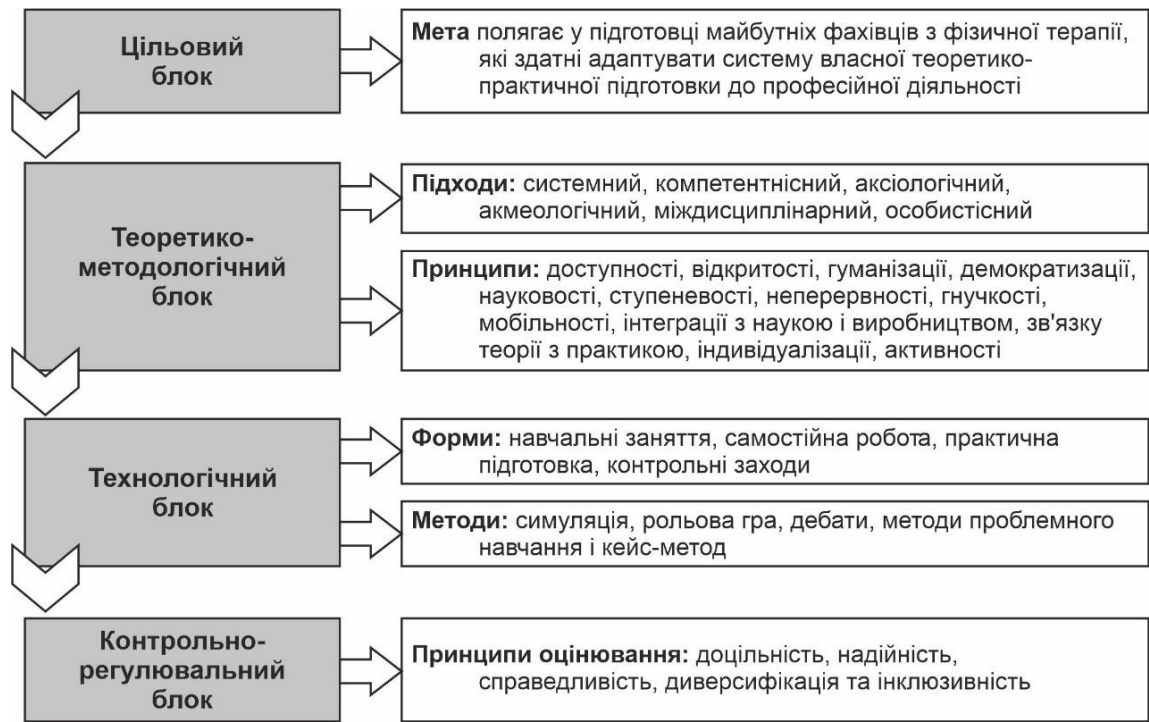 Цільовий
блок
Мета полягає у підготовці майбутніх фахівців з фізичної терапії,
які здатні адаптувати систему власної теоретико-
практичної підготовки до професійної діяльності
Теоретико-
методологічний
блок
Підходи: системний, компетентнісний, аксіологічний,
акмеологічний, міждисциплінарний, особистісний
Принципи: доступності, відкритості, гуманізації, демократизації,
науковості, ступеневості, неперервності, гнучкості,
мобільності, інтеграції з наукою і виробництвом, зв'язку
теорії з практикою, індивідуалізації, активності
Технологічний
блок
Форми: навчальні заняття, самостійна робота, практична
підготовка, контрольні заходи
Методи: симуляція, рольова гра, дебати, методи проблемного
навчання і кейс-метод
Контрольно-
регулювальний
блок
Принципи оцінювання: доцільність, надійність,
справедливість, диверсифікація та інклюзивність